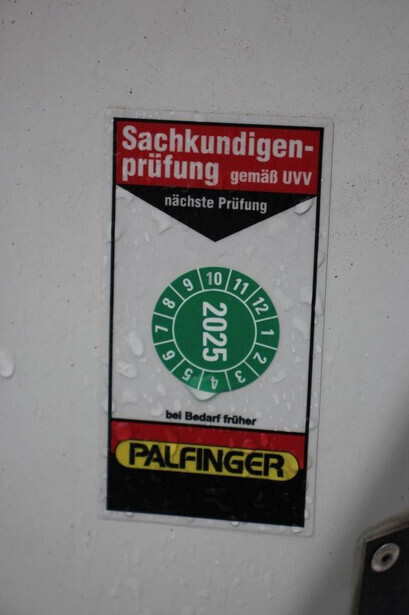 Sachkundigen-
prüfung gemäß UVV
nächste Prüfung
1 2 3 4 5 6 7 8 9 10 11 12
2025
bei Bedarf früher
PALFINGER